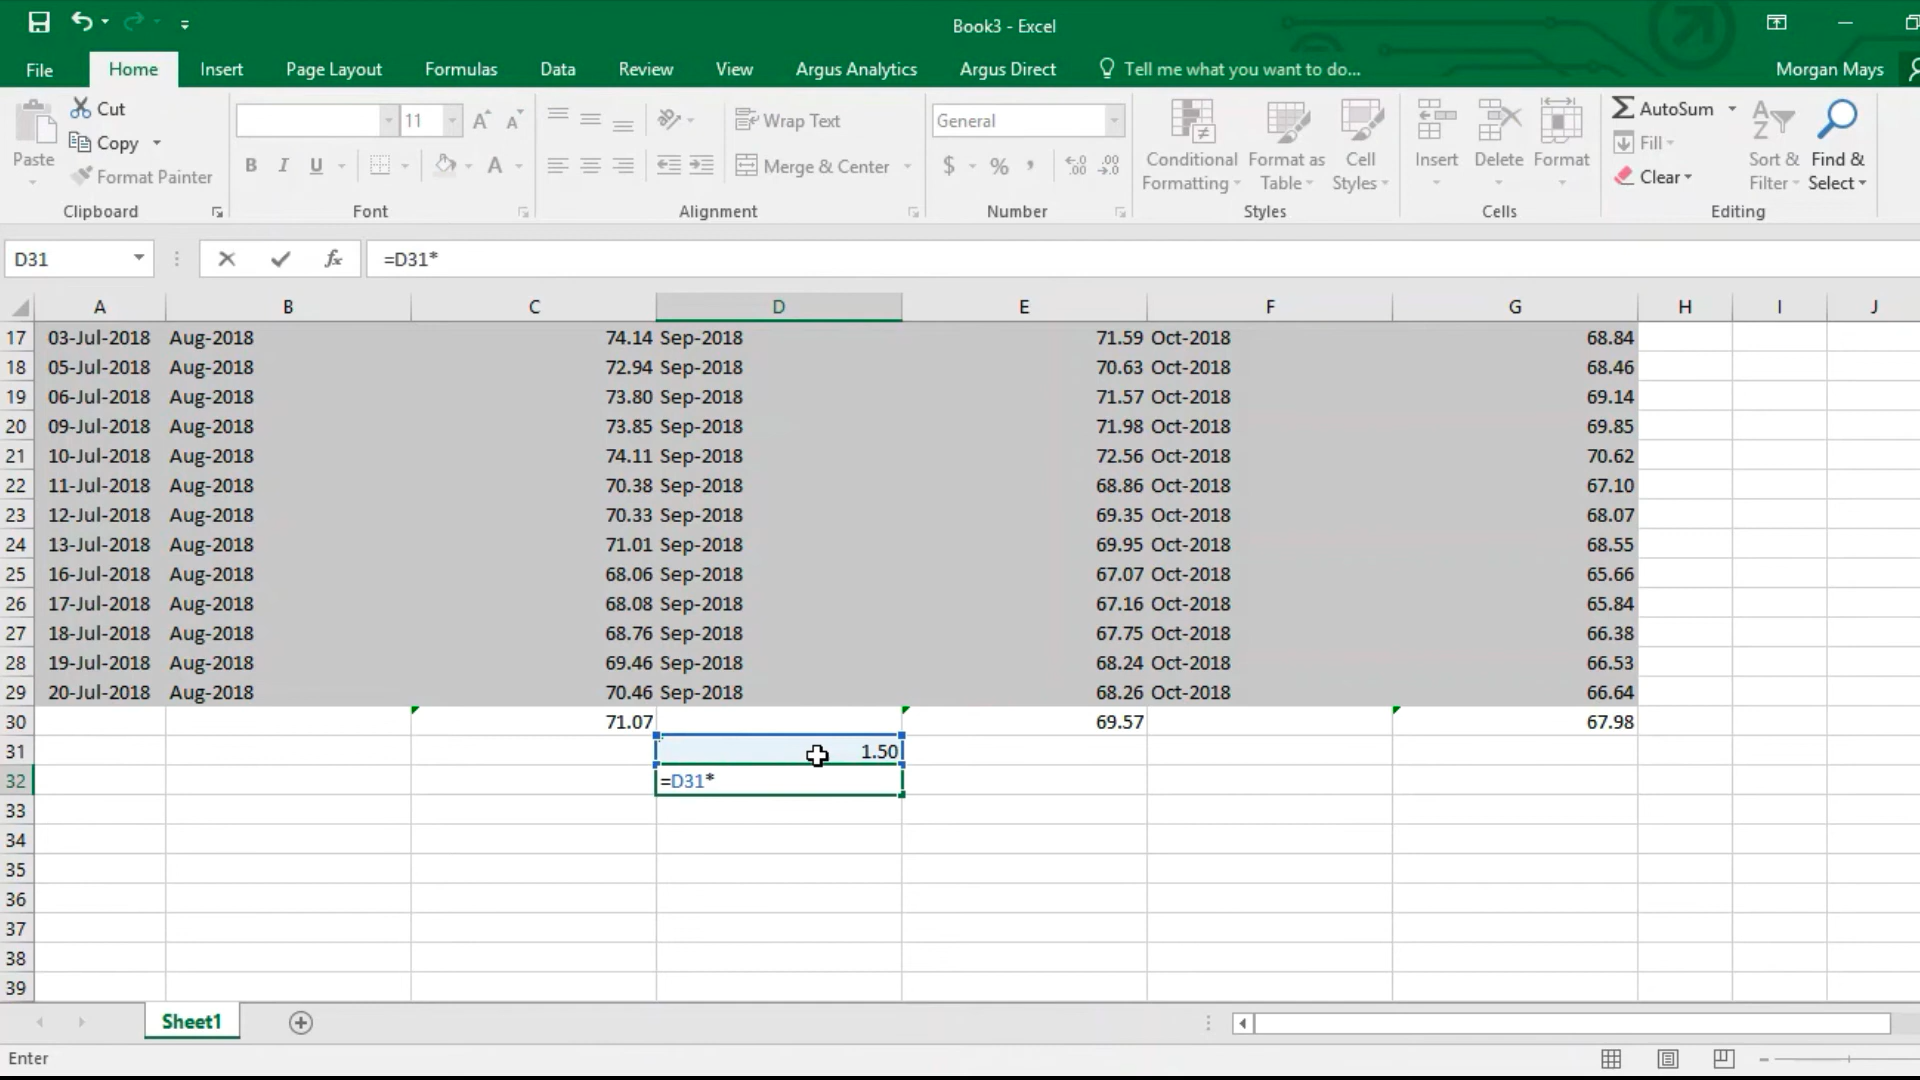 Book3 - Excel
File Home Insert Page Layout Formulas Data Review View Argus Analytics Argus Direct Tell me what you want to do... Morgan Mays
Paste Cut Copy Format Painter
Clipboard
11
B I U A
Font
Wrap Text
Merge & Center
Alignment
General
$ % ,
Number
Conditional Formatting Format as Table Cell Styles
Styles
Insert Delete Format
Cells
AutoSum Fill Clear Sort & Filter Find & Select
Editing
D31 fx =D31*
A B C D E F G H I J
17 03-Jul-2018 Aug-2018 74.14 Sep-2018 71.59 Oct-2018 68.84
18 05-Jul-2018 Aug-2018 72.94 Sep-2018 70.63 Oct-2018 68.46
19 06-Jul-2018 Aug-2018 73.80 Sep-2018 71.57 Oct-2018 69.14
20 09-Jul-2018 Aug-2018 73.85 Sep-2018 71.98 Oct-2018 69.85
21 10-Jul-2018 Aug-2018 74.11 Sep-2018 72.56 Oct-2018 70.62
22 11-Jul-2018 Aug-2018 70.38 Sep-2018 68.86 Oct-2018 67.10
23 12-Jul-2018 Aug-2018 70.33 Sep-2018 69.35 Oct-2018 68.07
24 13-Jul-2018 Aug-2018 71.01 Sep-2018 69.95 Oct-2018 68.55
25 16-Jul-2018 Aug-2018 68.06 Sep-2018 67.07 Oct-2018 65.66
26 17-Jul-2018 Aug-2018 68.08 Sep-2018 67.16 Oct-2018 65.84
27 18-Jul-2018 Aug-2018 68.76 Sep-2018 67.75 Oct-2018 66.38
28 19-Jul-2018 Aug-2018 69.46 Sep-2018 68.24 Oct-2018 66.53
29 20-Jul-2018 Aug-2018 70.46 Sep-2018 68.26 Oct-2018 66.64
30 71.07 69.57 67.98
31 1.50
32 =D31*
33
34
35
36
37
38
39
Sheet1
Enter